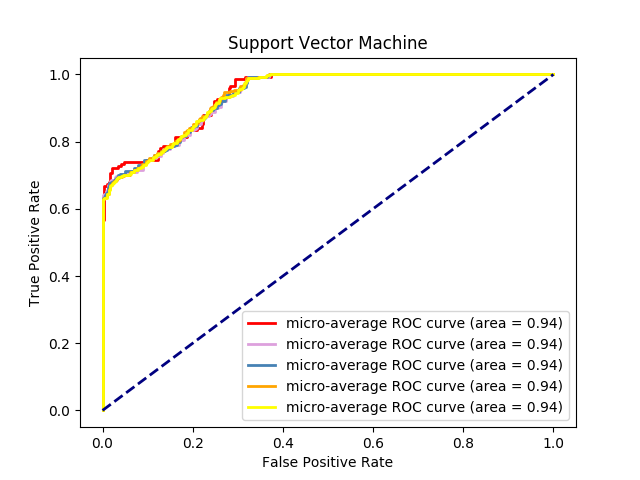 Support Vector Machine
True Positive Rate
1.0
0.8
0.6
0.4
0.2
0.0
micro-average ROC curve (area = 0.94)
micro-average ROC curve (area = 0.94)
micro-average ROC curve (area = 0.94)
micro-average ROC curve (area = 0.94)
micro-average ROC curve (area = 0.94)
0.0 0.2 0.4 0.6 0.8 1.0
False Positive Rate